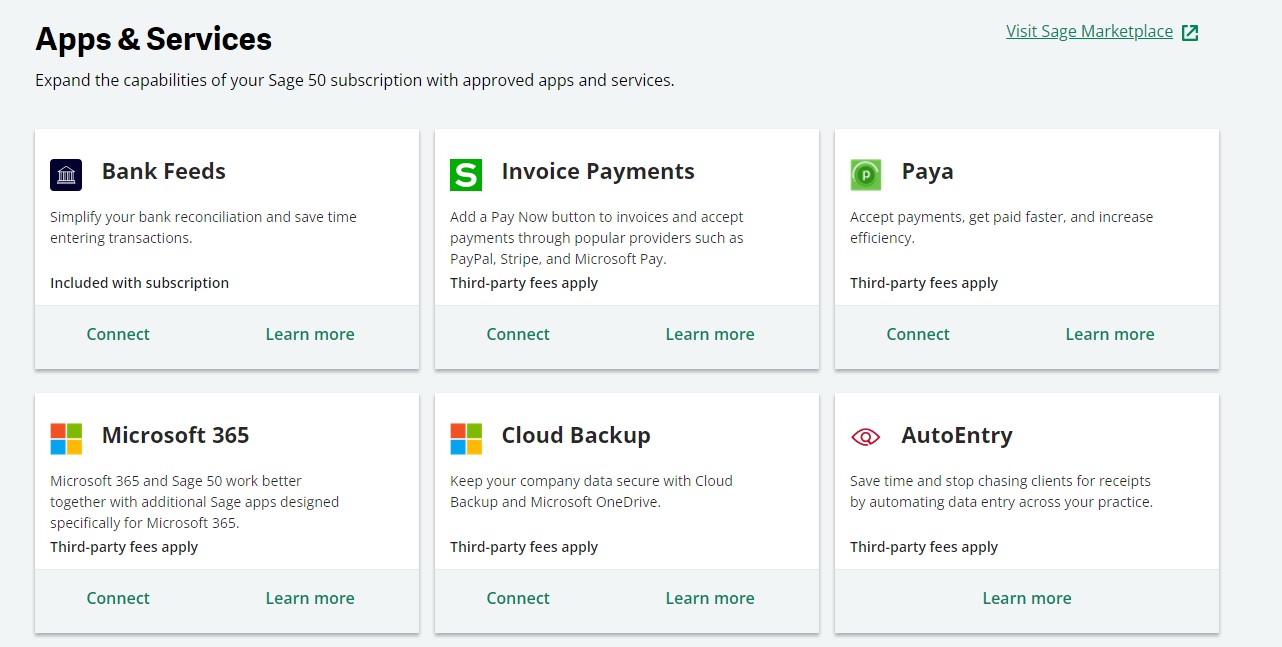 Apps & Services
Visit Sage Marketplace
Expand the capabilities of your Sage 50 subscription with approved apps and services.
Bank Feeds
Simplify your bank reconciliation and save time
entering transactions.
Included with subscription
Connect
Learn more
S
Invoice Payments
Add a Pay Now button to invoices and accept
payments through popular providers such as
PayPal, Stripe, and Microsoft Pay.
Third-party fees apply
Connect
Learn more
p
Paya
Accept payments, get paid faster, and increase
efficiency.
Third-party fees apply
Connect
Learn more
Microsoft 365
Microsoft 365 and Sage 50 work better
together with additional Sage apps designed
specifically for Microsoft 365.
Third-party fees apply
Connect
Learn more
Cloud Backup
Keep your company data secure with Cloud
Backup and Microsoft OneDrive.
Third-party fees apply
Connect
Learn more
AutoEntry
Save time and stop chasing clients for receipts
by automating data entry across your practice.
Third-party fees apply
Learn more